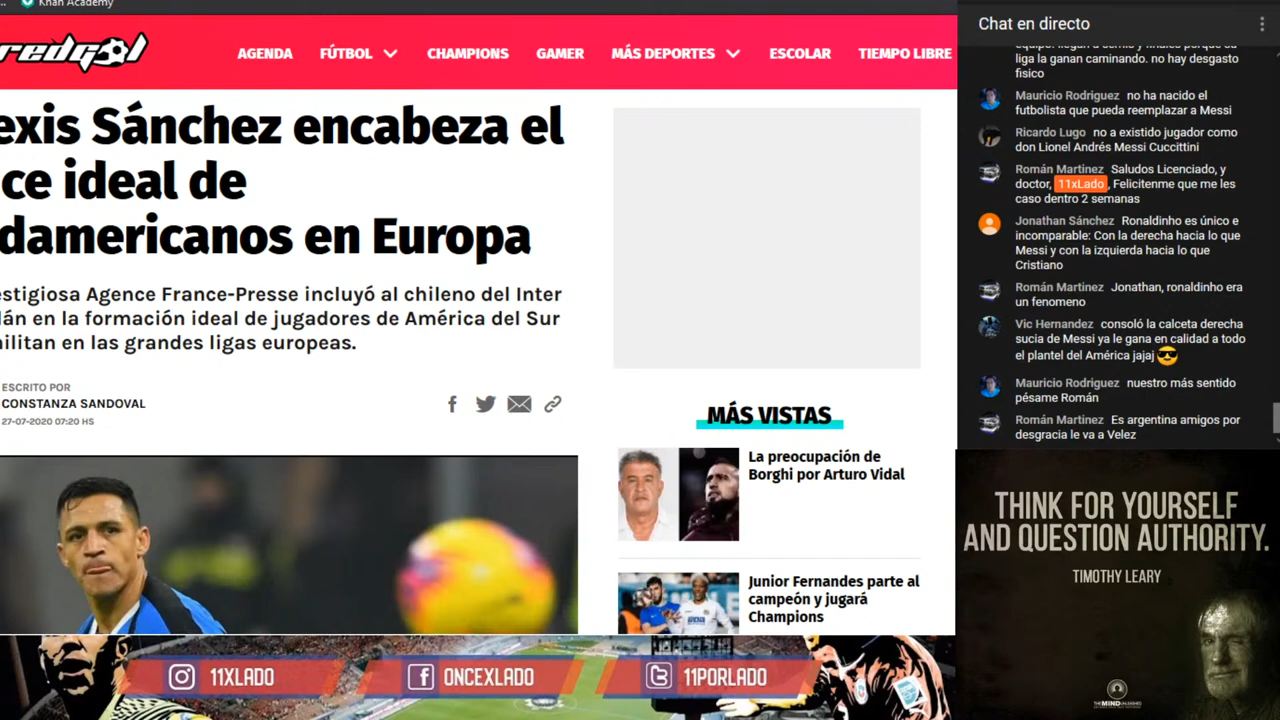 Khan Academy
redgol
AGENDA
FÚTBOL
CHAMPIONS
GAMER
MÁS DEPORTES
ESCOLAR
TIEMPO LIBRE
exis Sánchez encabeza el
ce ideal de
damericanos en Europa
estigiosa Agence France-Presse incluyó al chileno del Inter
lán en la formación ideal de jugadores de América del Sur
nilitan en las grandes ligas europeas.
ESCRITO POR
CONSTANZA SANDOVAL
27-07-2020 07:20 HS
MÁS VISTAS
La preocupación de
Borghi por Arturo Vidal
Junior Fernandes parte al
campeón y jugará
Champions
Chat en directo
equipo. llegan a semis y finales porque su
liga la ganan caminando. no hay desgasto
fisico
Mauricio Rodriguez no ha nacido el
futbolista que pueda reemplazar a Messi
Ricardo Lugo no a existido jugador como
don Lionel Andrés Messi Cuccittini
Román Martinez Saludos Licenciado, y
doctor, 11xLado, Felicitenme que me les
caso dentro 2 semanas
Jonathan Sánchez Ronaldinho es único e
incomparable: Con la derecha hacia lo que
Messi y con la izquierda hacia lo que
Cristiano
Román Martinez Jonathan, ronaldinho era
un fenomeno
Vic Hernandez consoló la calceta derecha
sucia de Messi ya le gana en calidad a todo
el plantel del América jajaj
Mauricio Rodriguez nuestro más sentido
pésame Román
Román Martinez Es argentina amigos por
desgracia le va a Velez
THINK FOR YOURSELF
AND QUESTION AUTHORITY.
TIMOTHY LEARY
THEMINDUNLEASHED
11XLADO
ONCEXLADO
11PORLADO